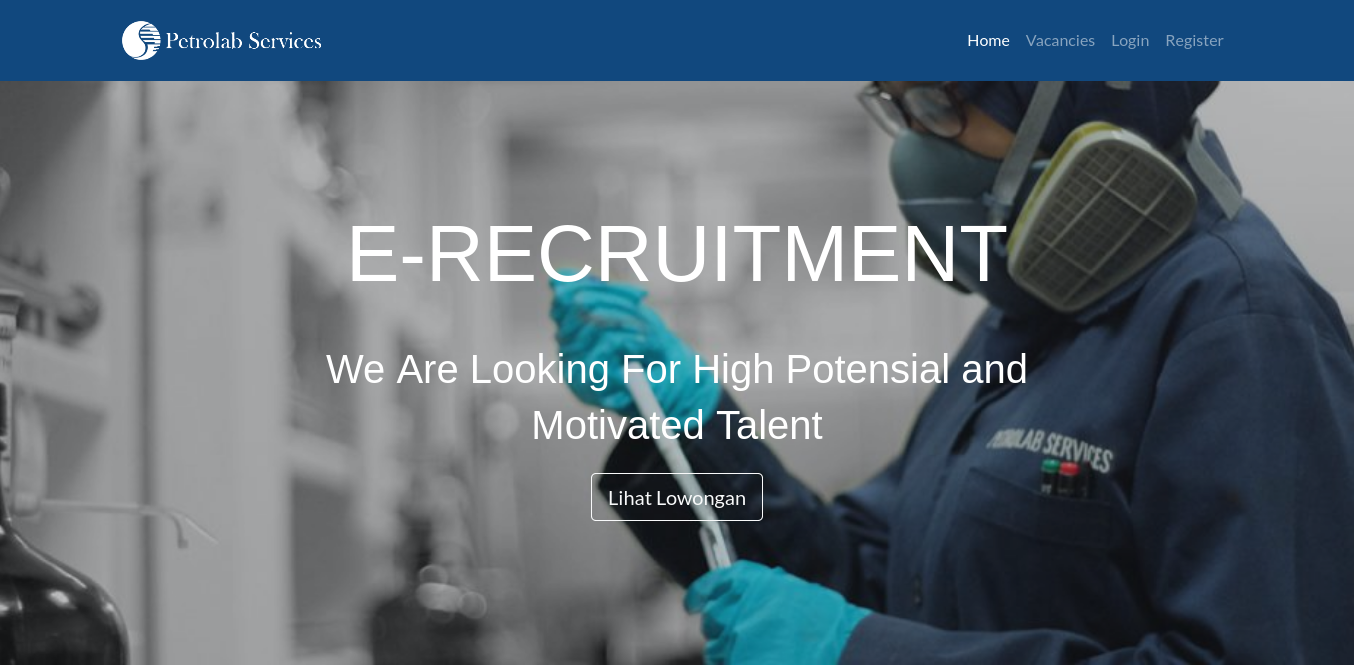 Petrolab Services
Home Vacancies Login Register
E-RECRUITMENT
We Are Looking For High Potensial and
Motivated Talent
PETROLAB SERVICES
Lihat Lowongan